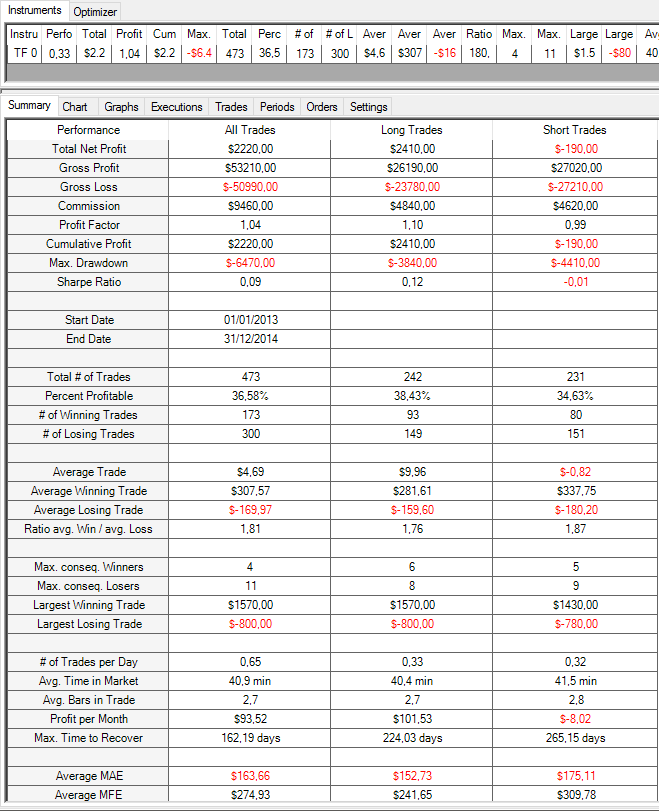 Instruments Optimizer
Instru Perfo Total Profit Cum Max. Total Perc # of # of L Aver Aver Aver Ratio Max. Max. Large Large Av
TF 0 0,33 $2.2 1,04 $2.2 -$6.4 473 36,5 173 300 $4,6 $307 -$16 180, 4 11 $1.5 -$80 40
Summary Chart Graphs Executions Trades Periods Orders Settings
Performance All Trades Long Trades Short Trades
Total Net Profit $2220,00 $2410,00 $-190,00
Gross Profit $53210,00 $26190,00 $27020,00
Gross Loss $-50990,00 $-23780,00 $-27210,00
Commission $9460,00 $4840,00 $4620,00
Profit Factor 1,04 1,10 0,99
Cumulative Profit $2220,00 $2410,00 $-190,00
Max. Drawdown $-6470,00 $-3840,00 $-4410,00
Sharpe Ratio 0,09 0,12 -0,01
Start Date 01/01/2013
End Date 31/12/2014
Total # of Trades 473 242 231
Percent Profitable 36,58% 38,43% 34,63%
# of Winning Trades 173 93 80
# of Losing Trades 300 149 151
Average Trade $4,69 $9,96 $-0,82
Average Winning Trade $307,57 $281,61 $337,75
Average Losing Trade $-169,97 $-159,60 $-180,20
Ratio avg. Win / avg. Loss 1,81 1,76 1,87
Max. conseq. Winners 4 6 5
Max. conseq. Losers 11 8 9
Largest Winning Trade $1570,00 $1570,00 $1430,00
Largest Losing Trade $-800,00 $-800,00 $-780,00
# of Trades per Day 0,65 0,33 0,32
Avg. Time in Market 40,9 min 40,4 min 41,5 min
Avg. Bars in Trade 2,7 2,7 2,8
Profit per Month $93,52 $101,53 $-8,02
Max. Time to Recover 162,19 days 224,03 days 265,15 days
Average MAE $163,66 $152,73 $175,11
Average MFE $274,93 $241,65 $309,78